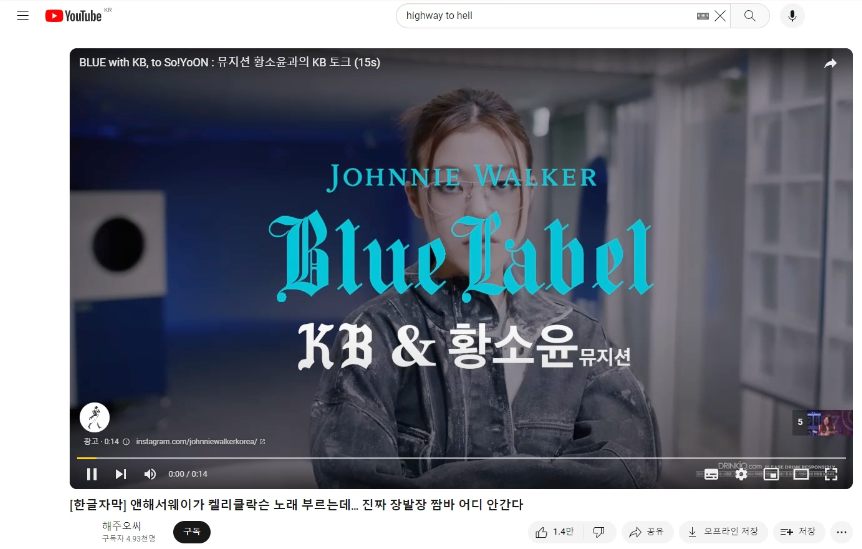 YouTube KR
highway to hell
BLUE with KB, to So!YoON : 뮤지션 황소윤과의 KB 토크 (15s)
JOHNNIE WALKER
Blue Label
KB & 황소윤 뮤지션
5
광고 · 0:14 instagram.com/johnniewalkerkorea/
DRINKiQ.com PLEASE DRINK RESPONSIBLY
0:00 / 0:14
[한글자막] 앤해서웨이가 켈리클락슨 노래 부르는데... 진짜 장발장 짬바 어디 안간다
해주오씨
구독자 4.93천명
구독
1.4만
공유
오프라인 저장
저장